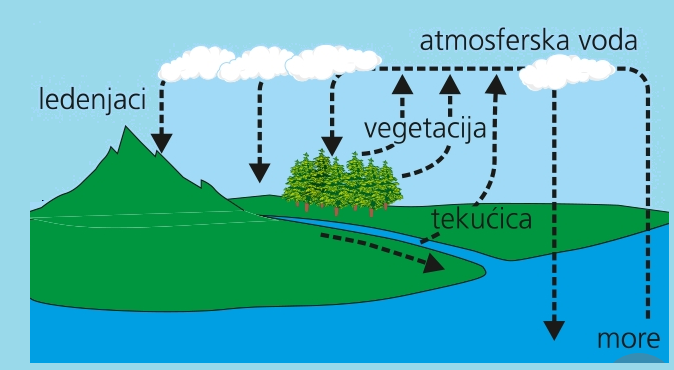 atmosferska voda
ledenjaci
vegetacija
tekućica
more